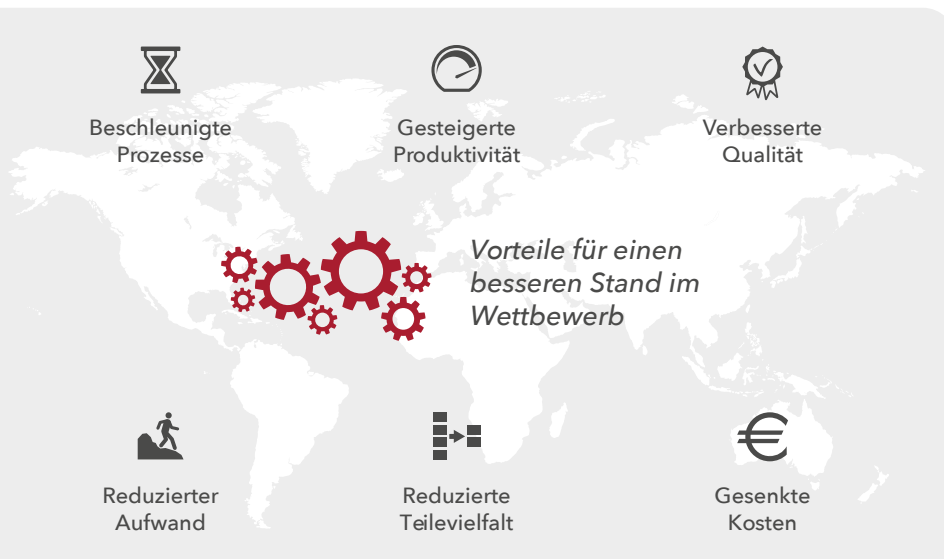 Beschleunigte
Prozesse
Gesteigerte
Produktivität
Verbesserte
Qualität
Vorteile für einen
besseren Stand im
Wettbewerb
Reduzierter
Aufwand
Reduzierte
Teilevielfalt
Gesenkte
Kosten